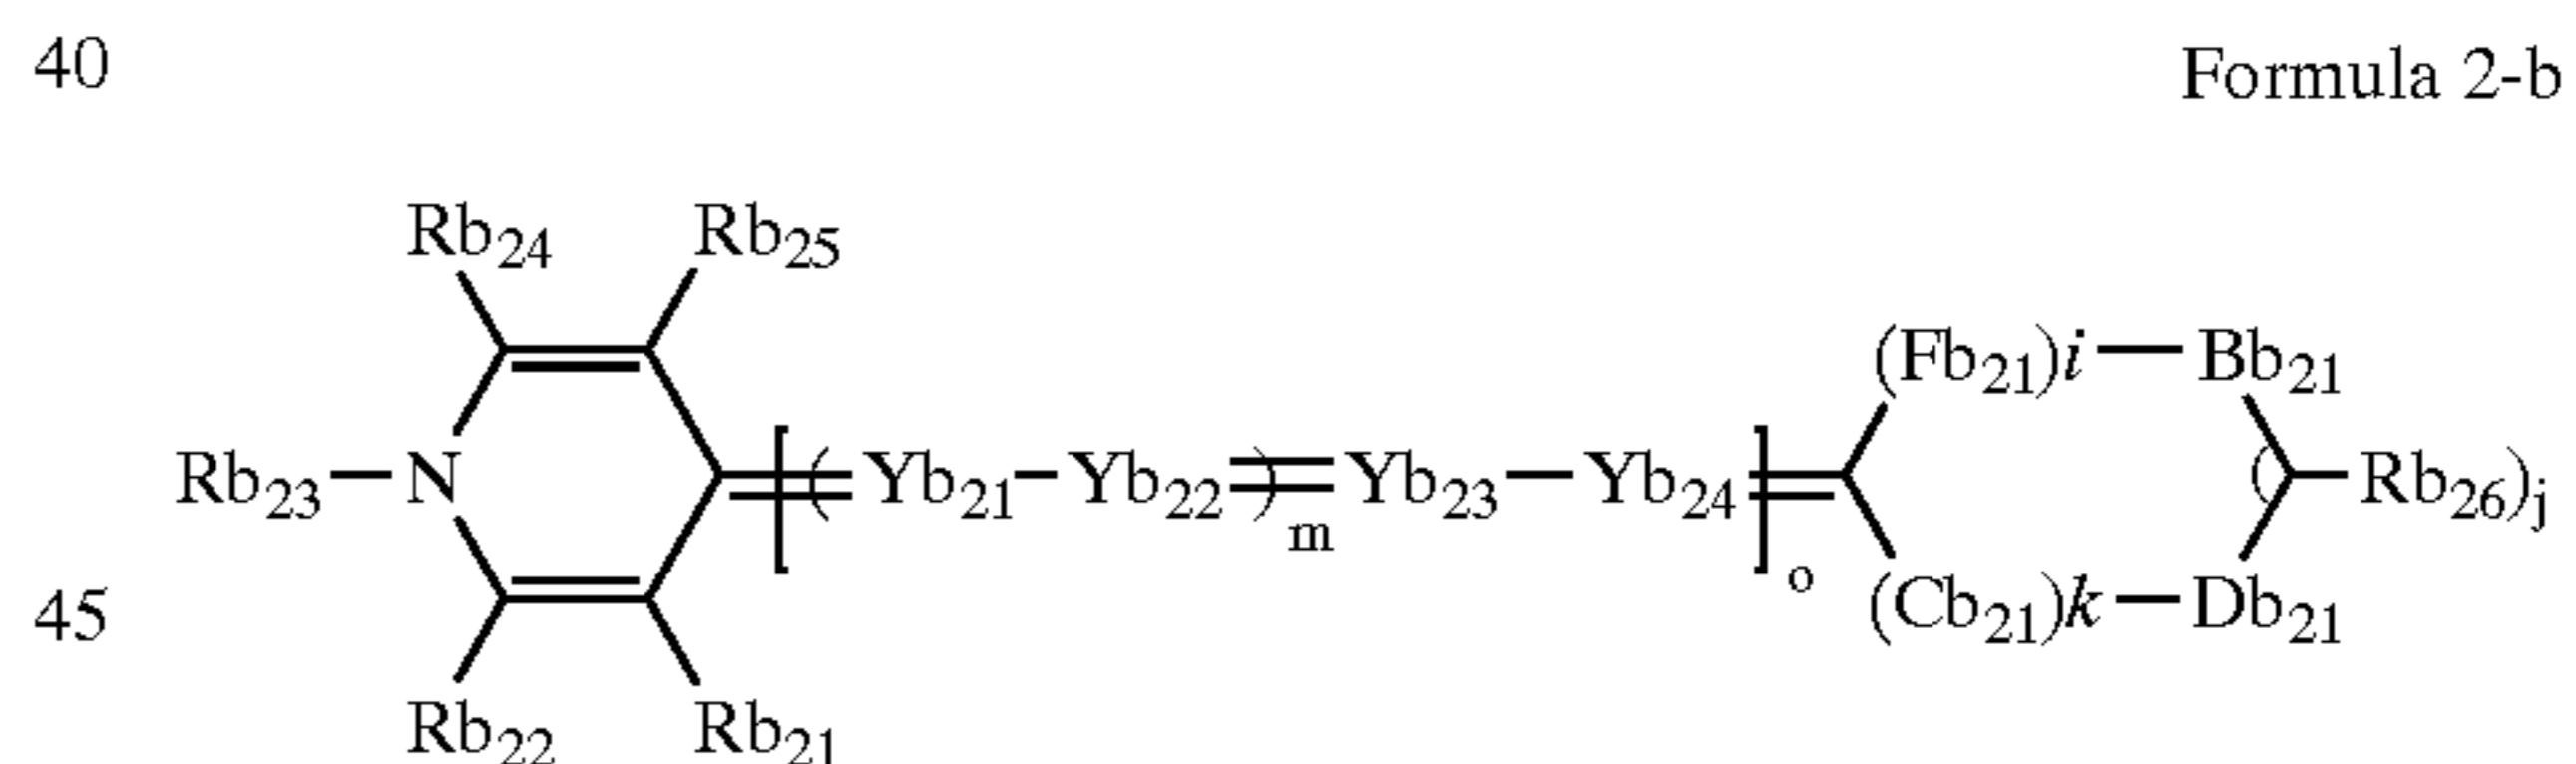 40 Formula 2-b
Rb24 Rb25
(Fb21)i—Bb21
Rb23—N [(Yb21—Yb22)m Yb23—Yb24]o (Rb26)j
45 (Cb21)k—Db21
Rb22 Rb21